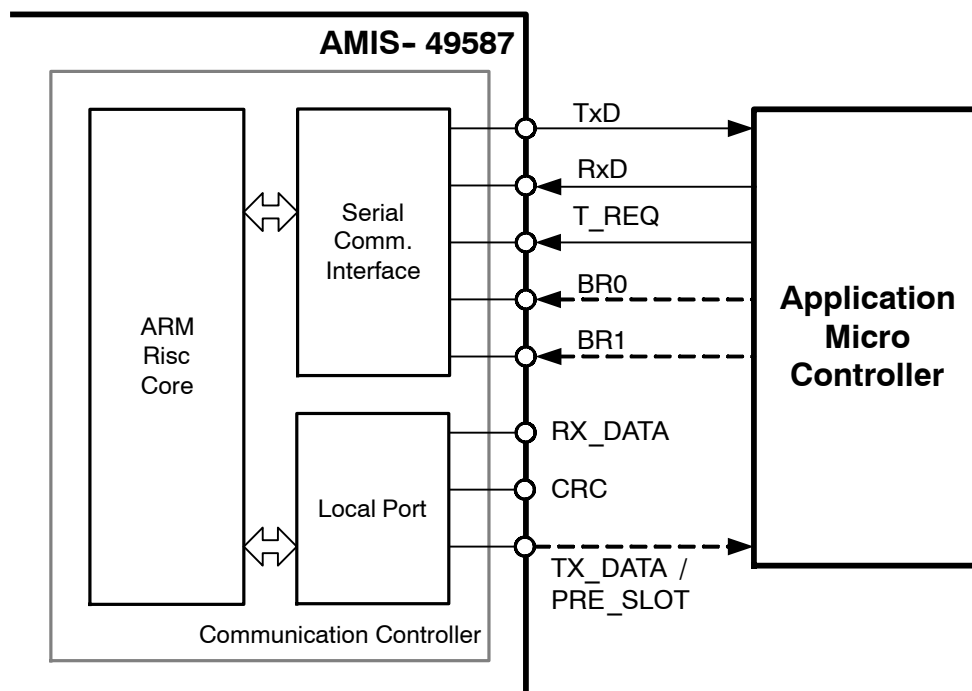 AMIS- 49587
TxD
RxD
T_REQ
BR0
BR1
Serial
Comm.
Interface
ARM
Risc
Core
Application
Micro
Controller
RX_DATA
CRC
Local Port
TX_DATA /
PRE_SLOT
Communication Controller